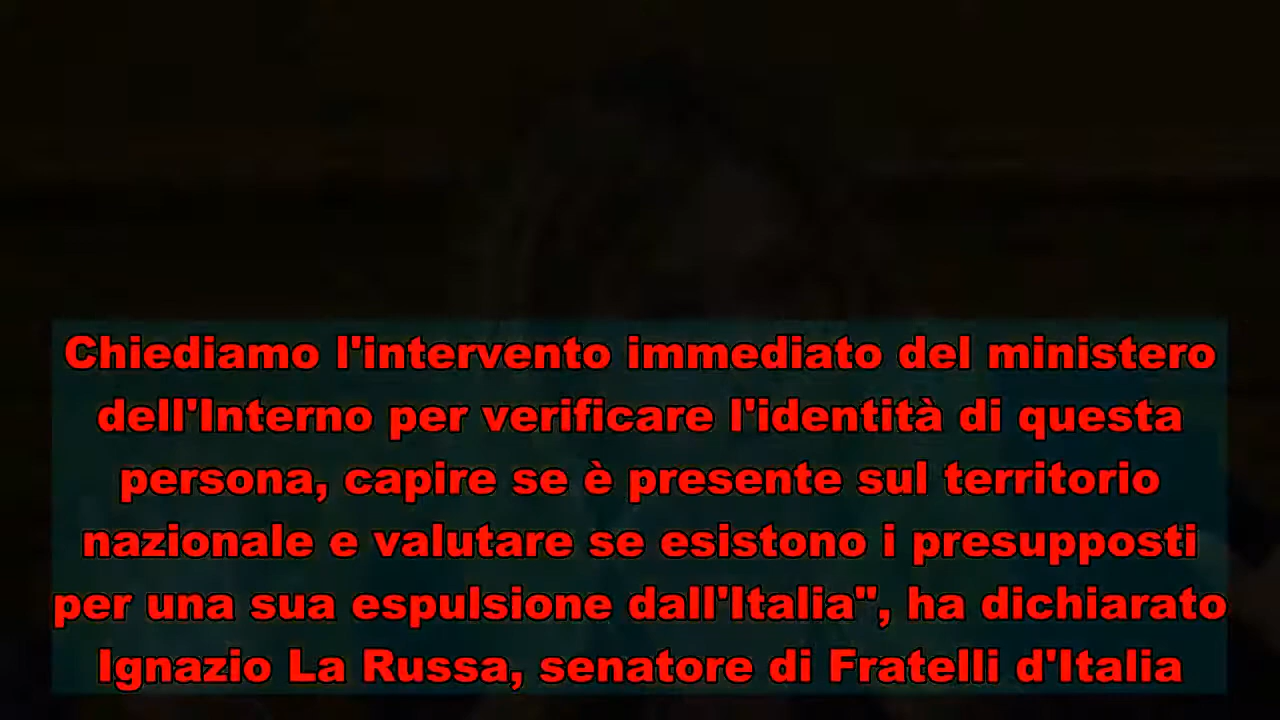 Chiediamo l'intervento immediato del ministero
dell'Interno per verificare l'identità di questa
persona, capire se è presente sul territorio
nazionale e valutare se esistono i presupposti
per una sua espulsione dall'Italia", ha dichiarato
Ignazio La Russa, senatore di Fratelli d'Italia